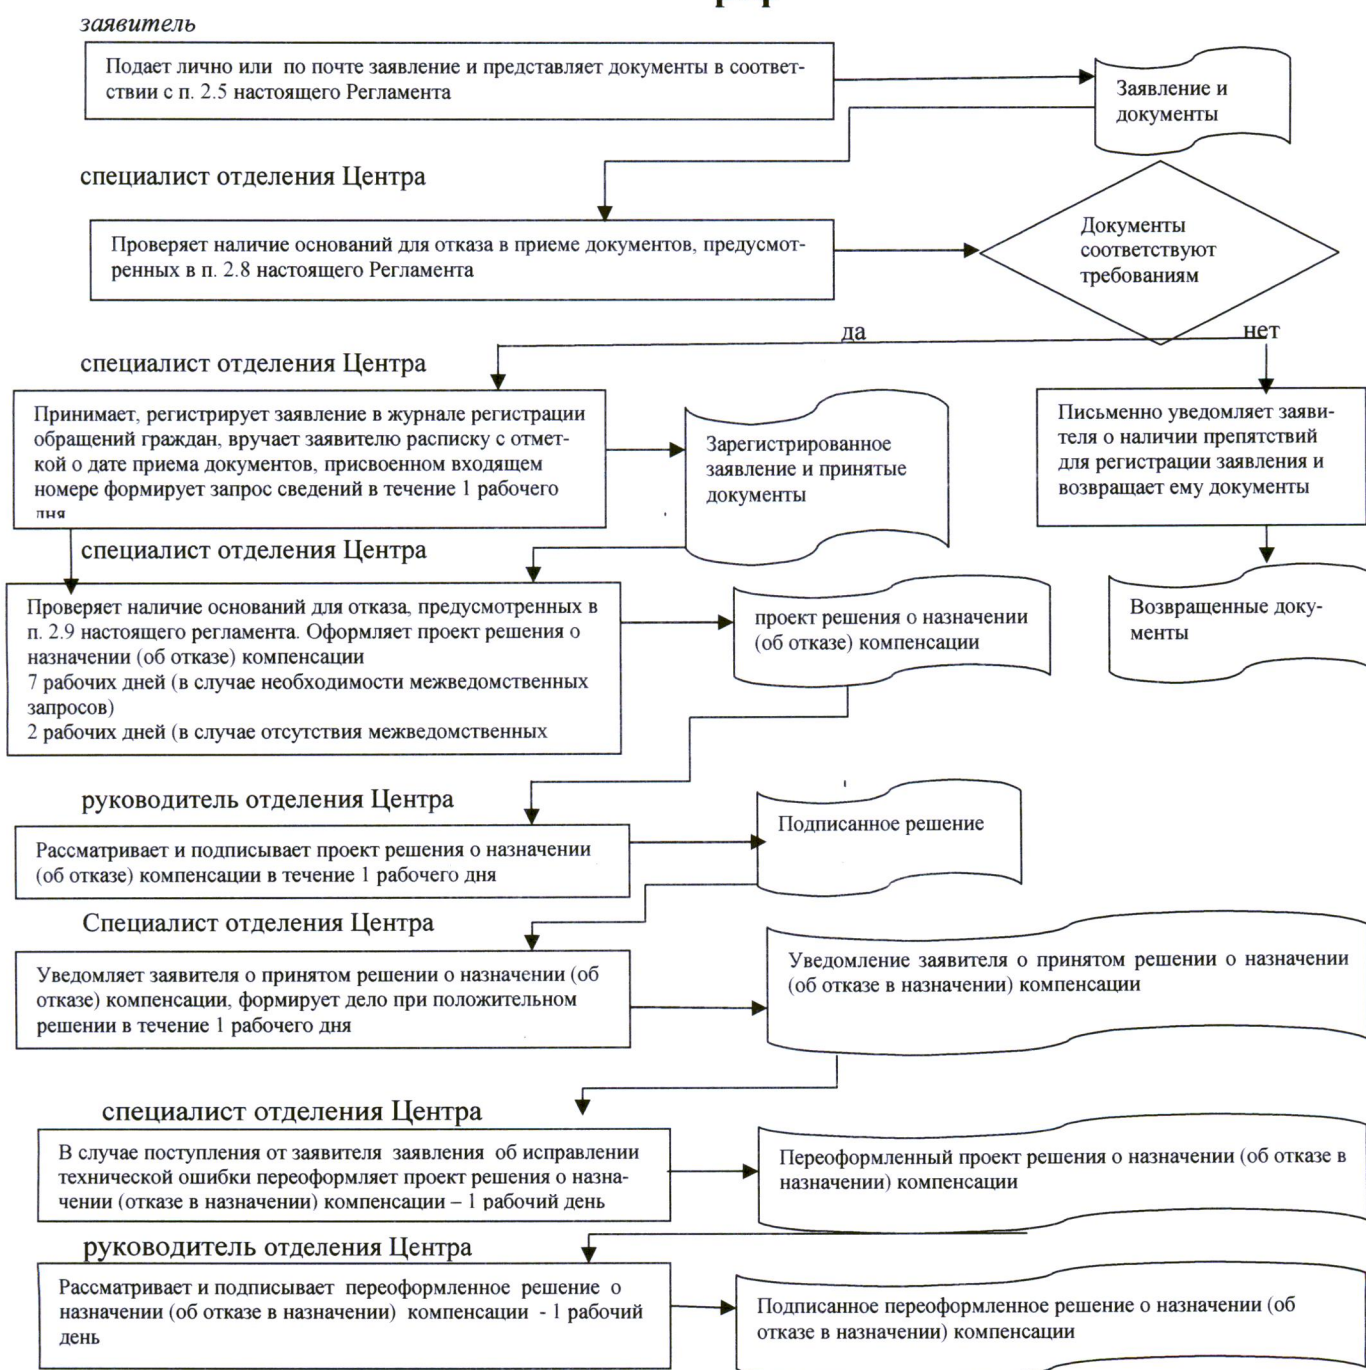 заявитель
Подает лично или по почте заявление и представляет документы в соответ-
ствии с п. 2.5 настоящего Регламента
Заявление и
документы
специалист отделения Центра
Проверяет наличие оснований для отказа в приеме документов, предусмот-
ренных в п. 2.8 настоящего Регламента
Документы
соответствуют
требованиям
да
нет
специалист отделения Центра
Принимает, регистрирует заявление в журнале регистрации
обращений граждан, вручает заявителю расписку с отмет-
кой о дате приема документов, присвоенном входящем
номере формирует запрос сведений в течение 1 рабочего
дня
Зарегистрированное
заявление и принятые
документы
Письменно уведомляет заяви-
теля о наличии препятствий
для регистрации заявления и
возвращает ему документы
специалист отделения Центра
Проверяет наличие оснований для отказа, предусмотренных в
п. 2.9 настоящего регламента. Оформляет проект решения о
назначении (об отказе) компенсации
7 рабочих дней (в случае необходимости межведомственных
запросов)
2 рабочих дней (в случае отсутствия межведомственных
проект решения о назначении
(об отказе) компенсации
Возвращенные доку-
менты
руководитель отделения Центра
Рассматривает и подписывает проект решения о назначении
(об отказе) компенсации в течение 1 рабочего дня
Подписанное решение
Специалист отделения Центра
Уведомляет заявителя о принятом решении о назначении (об
отказе) компенсации, формирует дело при положительном
решении в течение 1 рабочего дня
Уведомление заявителя о принятом решении о назначении
(об отказе в назначении) компенсации
специалист отделения Центра
В случае поступления от заявителя заявления об исправлении
технической ошибки переоформляет проект решения о назна-
чении (отказе в назначении) компенсации – 1 рабочий день
Переоформленный проект решения о назначении (об отказе в
назначении) компенсации
руководитель отделения Центра
Рассматривает и подписывает переоформленное решение о
назначении (об отказе в назначении) компенсации - 1 рабочий
день
Подписанное переоформленное решение о назначении (об
отказе в назначении) компенсации